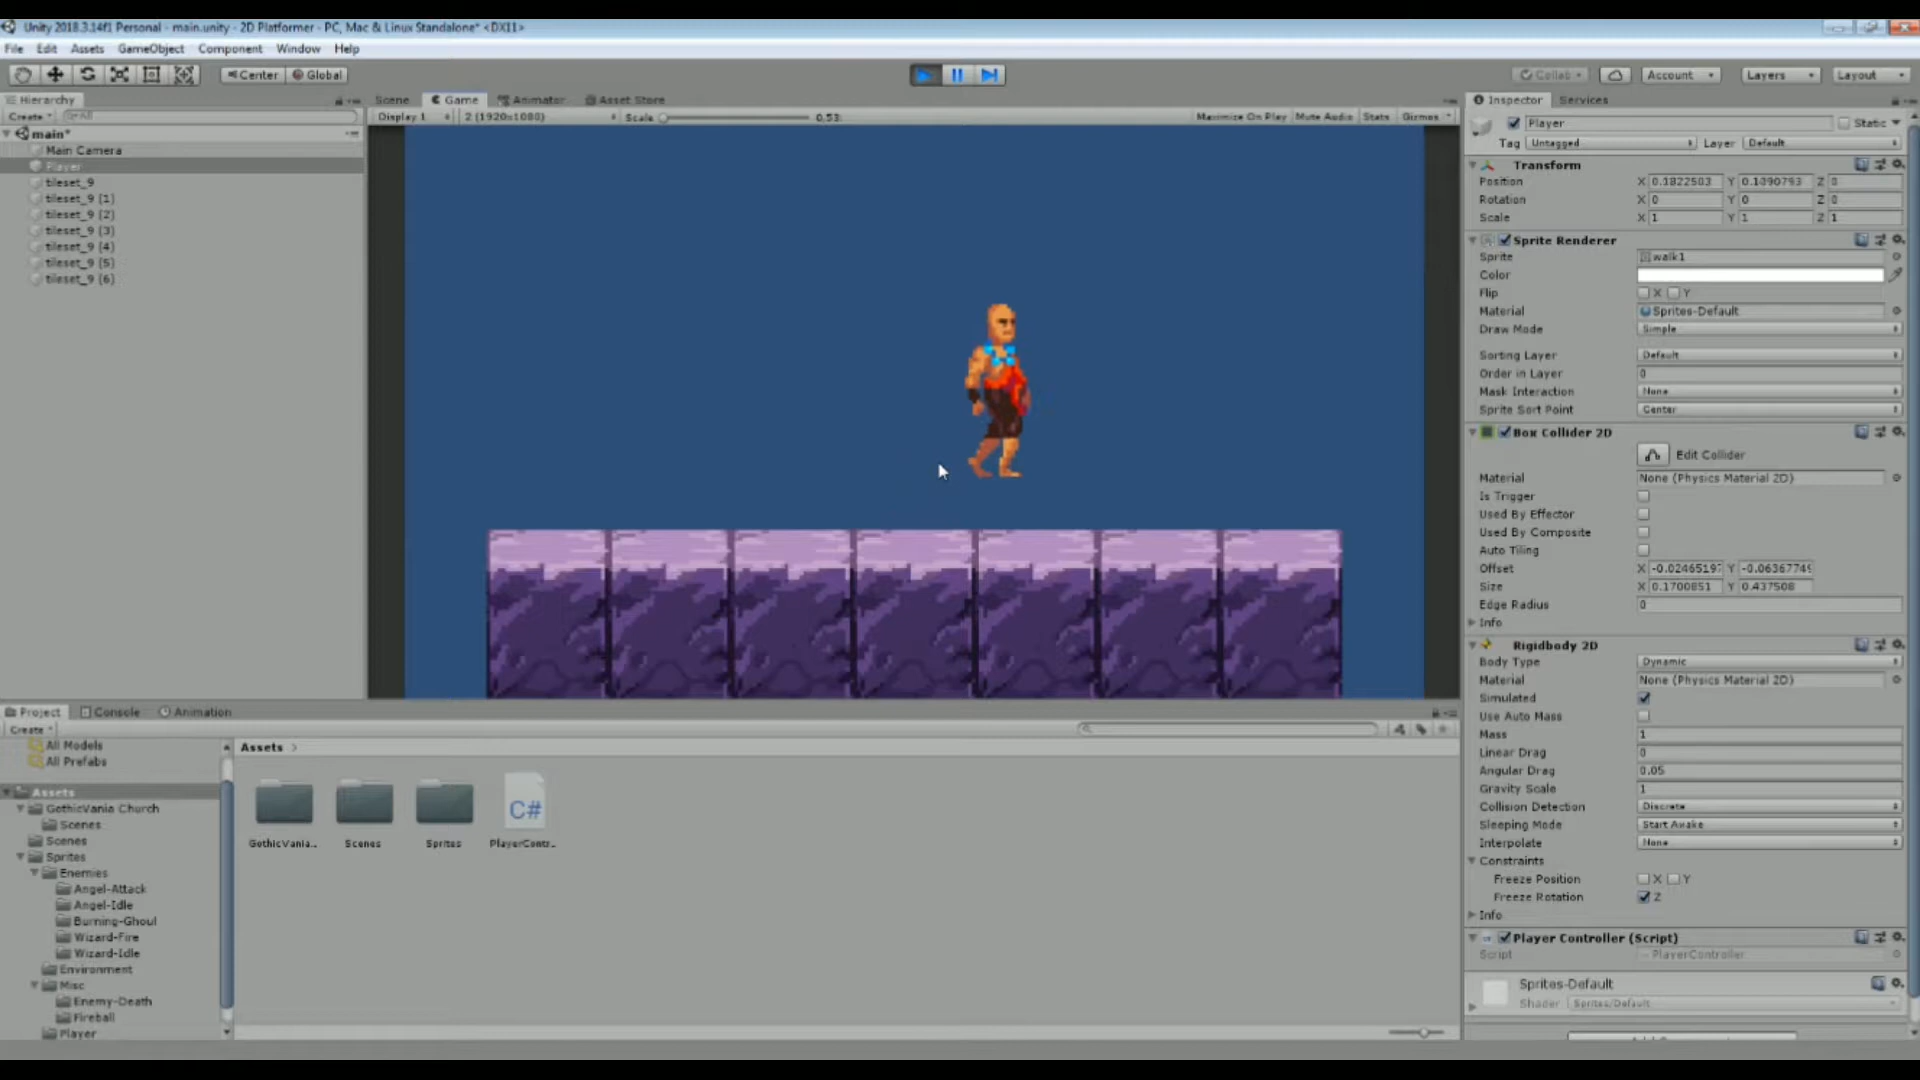 Unity 2018.3.14f1 Personal - main.unity - 2D Platformer - PC, Mac & Linux Standalone* <DX11>
File Edit Assets GameObject Component Window Help
Center Global
Collab Account Layers Layout
Hierarchy
Create All
main*
Main Camera
Player
tileset_9
tileset_9 (1)
tileset_9 (2)
tileset_9 (3)
tileset_9 (4)
tileset_9 (5)
tileset_9 (6)
Scene Game Animator Asset Store
Display 1 2 (1920x1080) Scale 0.53: Maximize On Play Mute Audio Stats Gizmos
Inspector Services
Player Static
Tag Untagged Layer Default
Transform
Position X 0.1822503 Y 0.1090793 Z 0
Rotation X 0 Y 0 Z 0
Scale X 1 Y 1 Z 1
Sprite Renderer
Sprite walk1
Color
Flip X Y
Material Sprites-Default
Draw Mode Simple
Sorting Layer Default
Order in Layer 0
Mask Interaction None
Sprite Sort Point Center
Box Collider 2D
Edit Collider
Material None (Physics Material 2D)
Is Trigger
Used By Effector
Used By Composite
Auto Tiling
Offset X -0.02465197 Y -0.06367749
Size X 0.1700851 Y 0.437508
Edge Radius 0
Info
Rigidbody 2D
Body Type Dynamic
Material None (Physics Material 2D)
Simulated
Use Auto Mass
Mass 1
Linear Drag 0
Angular Drag 0.05
Gravity Scale 1
Collision Detection Discrete
Sleeping Mode Start Awake
Interpolate None
Constraints
Freeze Position X Y
Freeze Rotation Z
Info
Player Controller (Script)
Script PlayerController
Sprites-Default
Shader Sprites/Default
Project Console Animation
Create
All Models
All Prefabs
Assets
GothicVania Church
Scenes
Scenes
Sprites
Enemies
Angel-Attack
Angel-Idle
Burning-Ghoul
Wizard-Fire
Wizard-Idle
Environment
Misc
Enemy-Death
Fireball
Player
Assets
C#
GothicVania... Scenes Sprites PlayerContr...